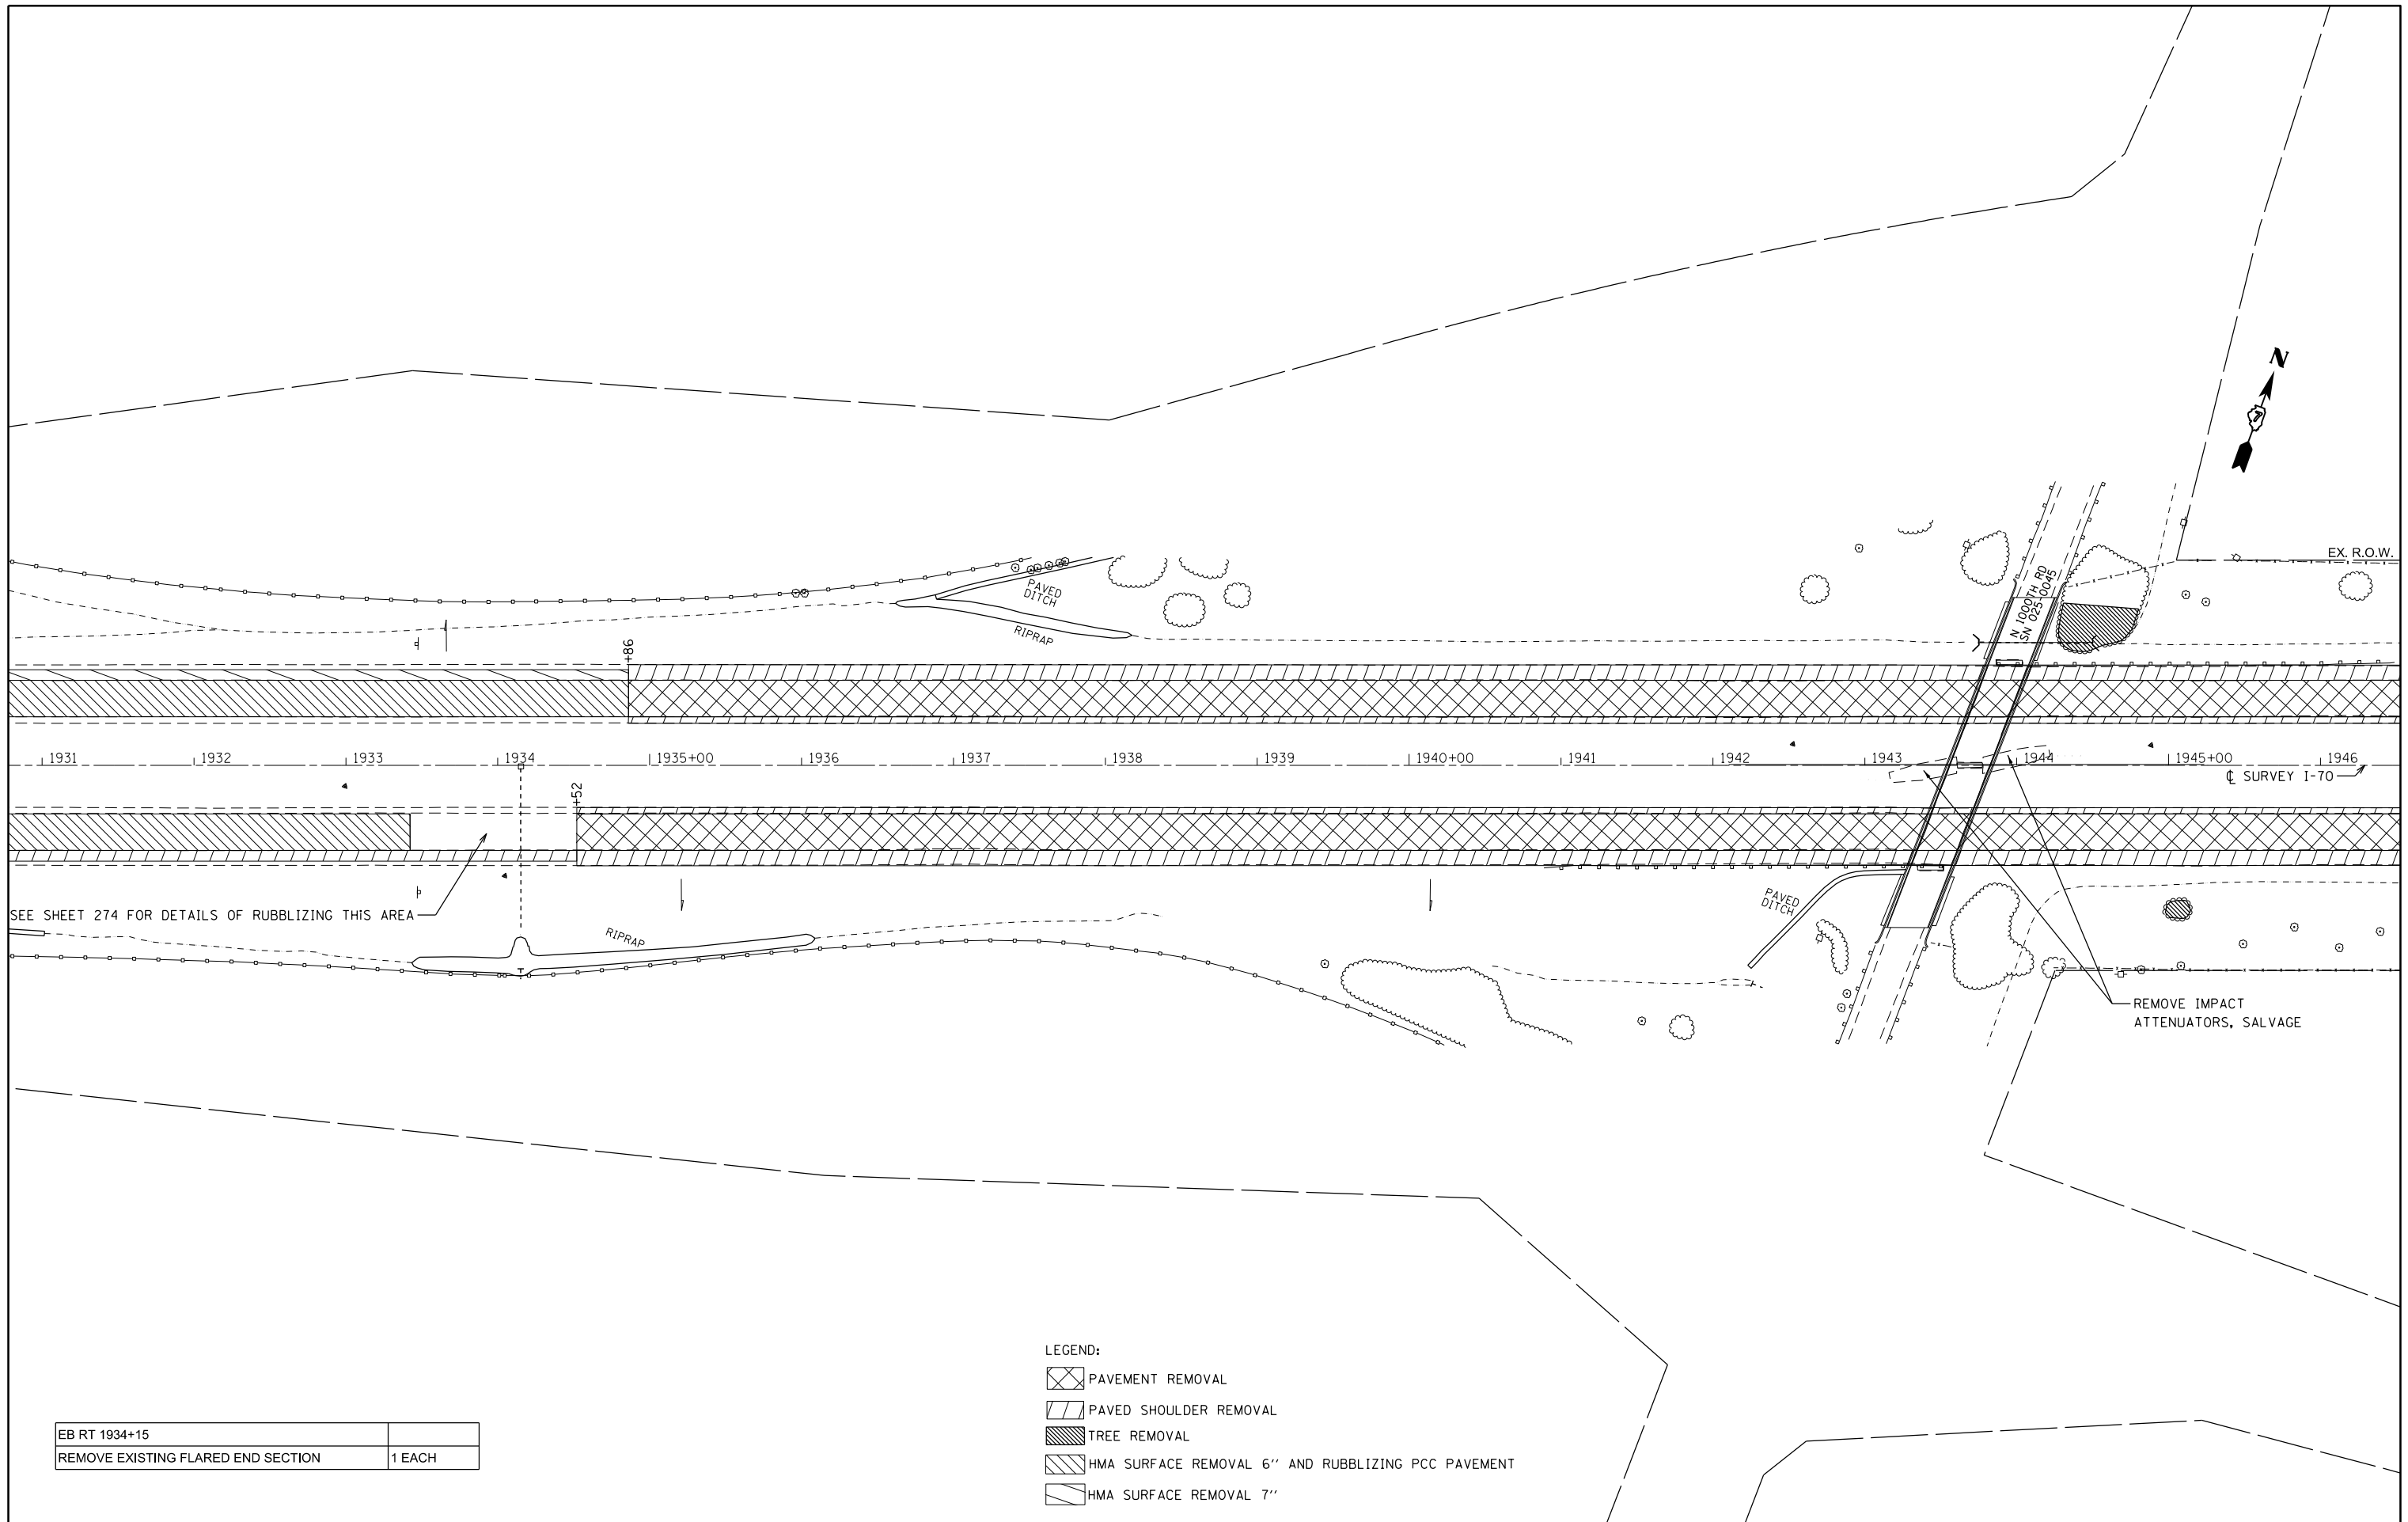 N
7
EX. R.O.W.
N 1000TH RD
SN 025-0045
PAVED
DITCH
RIPRAP
+86
1931
1932
1933
1934
1935+00
1936
1937
1938
1939
1940+00
1941
1942
1943
1944
1945+00
1946
℄ SURVEY I-70
+52
SEE SHEET 274 FOR DETAILS OF RUBBLIZING THIS AREA
RIPRAP
PAVED
DITCH
REMOVE IMPACT
ATTENUATORS, SALVAGE
LEGEND:
PAVEMENT REMOVAL
PAVED SHOULDER REMOVAL
TREE REMOVAL
HMA SURFACE REMOVAL 6'' AND RUBBLIZING PCC PAVEMENT
HMA SURFACE REMOVAL 7''
EB RT 1934+15
REMOVE EXISTING FLARED END SECTION 1 EACH